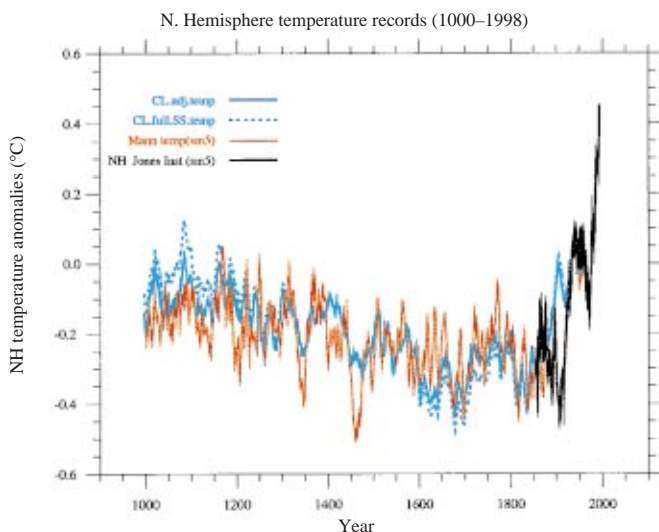 N. Hemisphere temperature records (1000–1998)
0.6
CL.adj.temp
CL.full.SS.temp
Mann temp(sm5)
NH Jones Inst (sm5)
0.4
0.2
0.0
-0.2
-0.4
-0.6
NH temperature anomalies (°C)
1000 1200 1400 1600 1800 2000
Year